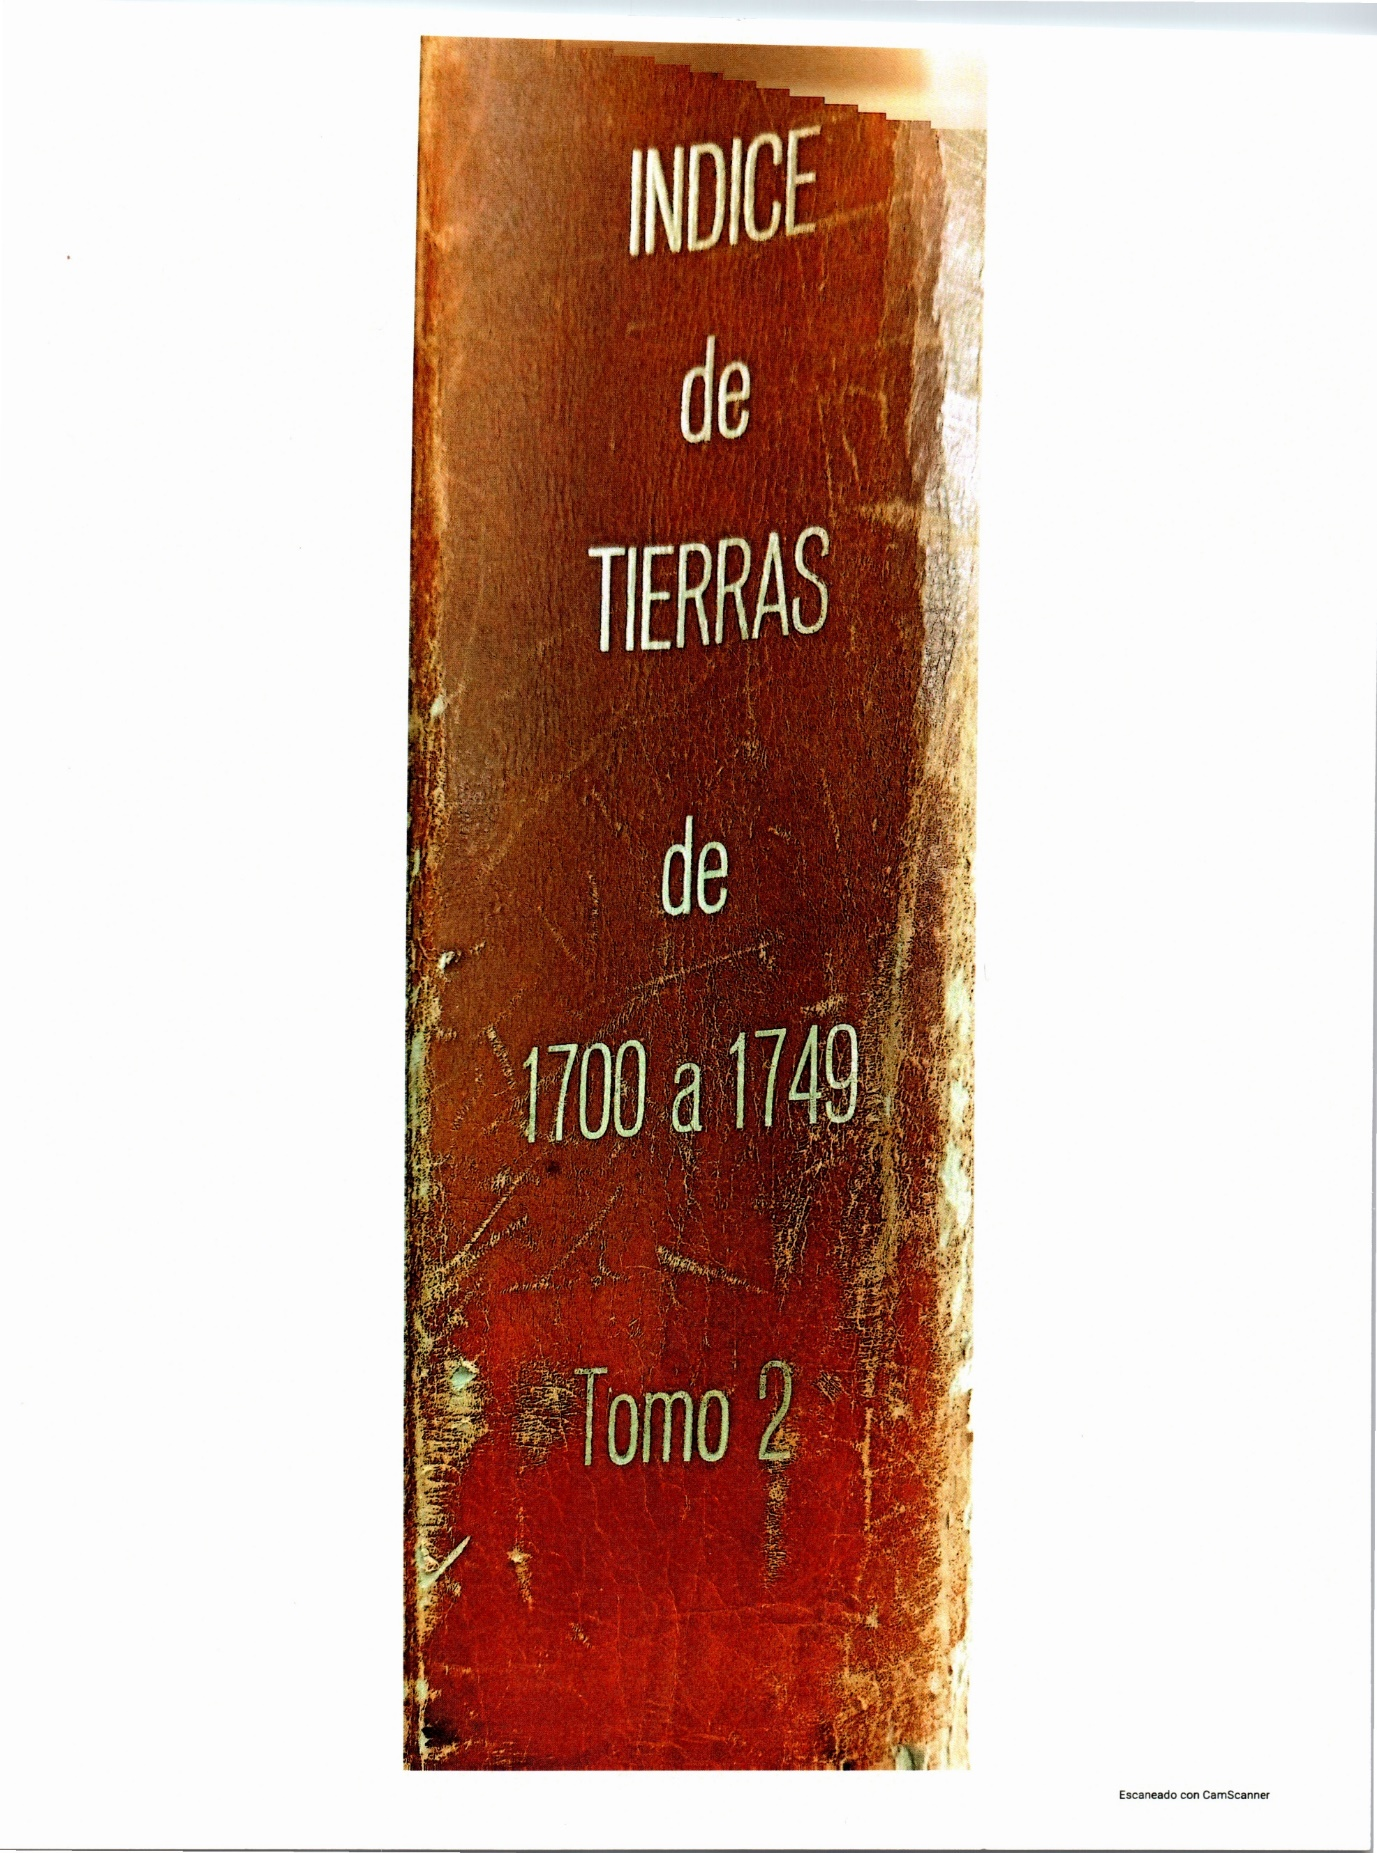 INDICE
de
TIERRAS
de
1700 a 1749
Tomo 2
Escaneado con CamScanner